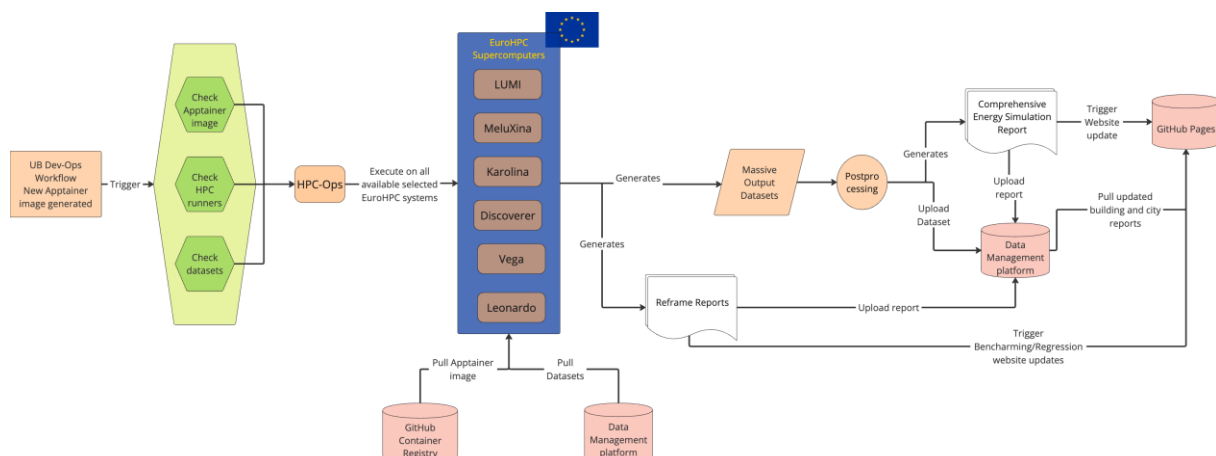 UB Dev-Ops
Workflow
New Apptainer
image generated
Trigger
Check
Apptainer
image
Check
HPC
runners
Check
datasets
HPC-Ops
Execute on all
available selected
EuroHPC systems
EuroHPC
Supercomputers
LUMI
MeluXina
Karolina
Discoverer
Vega
Leonardo
Pull Apptainer
image
Pull
Datasets
GitHub
Container
Registry
Data
Management
platform
Generates
Generates
Massive
Output
Datasets
Postpro
cessing
Generates
Upload
Dataset
Comprehensive
Energy Simulation
Report
Trigger
Website
update
GitHub Pages
Upload
report
Data
Management
platform
Pull updated
building and city
reports
Reframe Reports
Upload report
Trigger
Bencharming/Regression
website updates